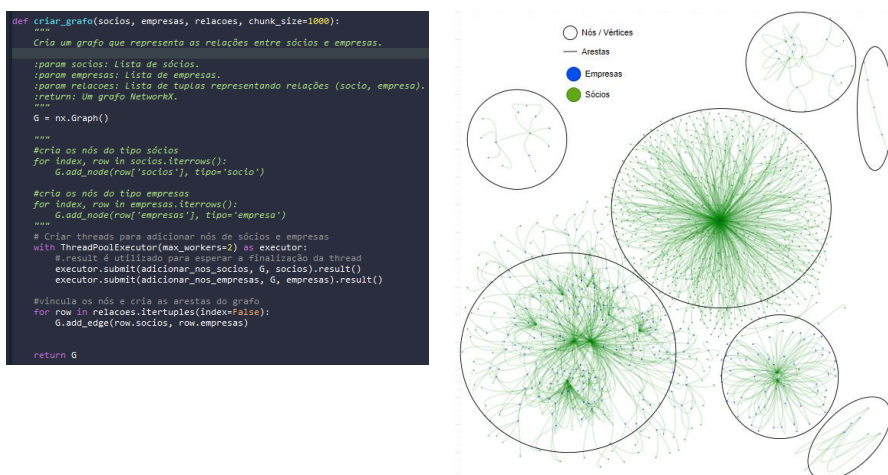 def criar_grafo(socios, empresas, relacoes, chunk_size=1000):
"""
Cria um grafo que representa as relações entre sócios e empresas.
:param socios: Lista de sócios.
:param empresas: Lista de empresas.
:param relacoes: Lista de tuplas representando relações (socio, empresa).
:return: Um grafo NetworkX.
"""
G = nx.Graph()
"""
#cria os nós do tipo sócios
for index, row in socios.iterrows():
G.add_node(row['socios'], tipo='socio')
#cria os nós do tipo empresas
for index, row in empresas.iterrows():
G.add_node(row['empresas'], tipo='empresa')
"""
# Criar threads para adicionar nós de sócios e empresas
with ThreadPoolExecutor(max_workers=2) as executor:
#.result é utilizado para esperar a finalização da thread
executor.submit(adicionar_nos_socios, G, socios).result()
executor.submit(adicionar_nos_empresas, G, empresas).result()
#vincula os nós e cria as arestas do grafo
for row in relacoes.itertuples(index=False):
G.add_edge(row.socios, row.empresas)
return G
Nós / Vértices
Arestas
Empresas
Sócios